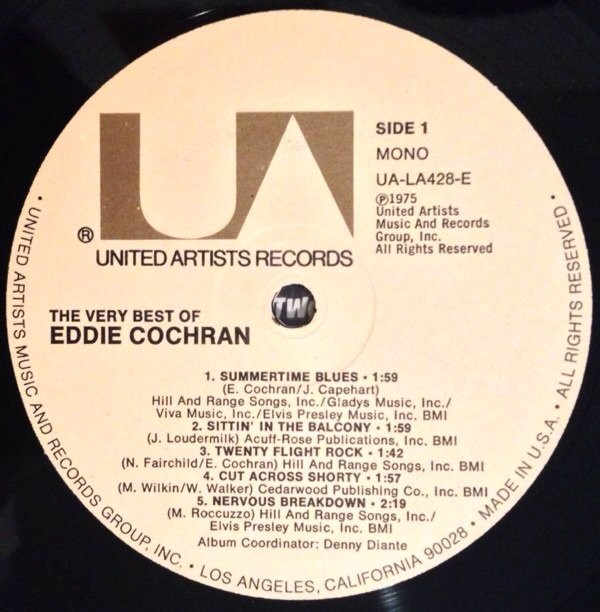 UA
®
UNITED ARTISTS RECORDS
SIDE 1
MONO
UA-LA428-E
℗1975
United Artists
Music And Records
Group, Inc.
All Rights Reserved
THE VERY BEST OF
EDDIE COCHRAN
TWO
1. SUMMERTIME BLUES • 1:59
(E. Cochran/J. Capehart)
Hill And Range Songs, Inc./Gladys Music, Inc./
Viva Music, Inc./Elvis Presley Music, Inc. BMI
2. SITTIN' IN THE BALCONY • 1:59
(J. Loudermilk) Acuff-Rose Publications, Inc. BMI
3. TWENTY FLIGHT ROCK • 1:42
(N. Fairchild/E. Cochran) Hill And Range Songs, Inc. BMI
4. CUT ACROSS SHORTY • 1:57
(M. Wilkin/W. Walker) Cedarwood Publishing Co., Inc. BMI
5. NERVOUS BREAKDOWN • 2:19
(M. Roccuzzo) Hill And Range Songs, Inc./
Elvis Presley Music, Inc. BMI
Album Coordinator: Denny Diante
• UNITED ARTISTS MUSIC AND RECORDS GROUP, INC. • LOS ANGELES, CALIFORNIA 90028 • MADE IN U.S.A. • ALL RIGHTS RESERVED •